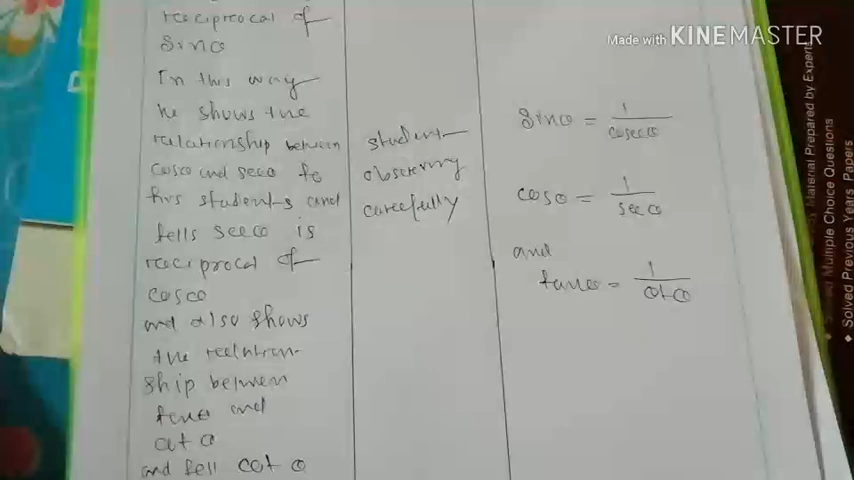 reciprocal of
Sinθ
In this way
he shows the
relationship between
cosθ and secθ to
his students and
tells secθ is
reciprocal of
cosθ
and also shows
the relation-
ship between
tanθ and
cotθ
and tell cotθ
student
observing
carefully
sinθ = 1/cosecθ
cosθ = 1/secθ
and
tanθ = 1/cotθ
Made with KINEMASTER
Material Prepared by Expert
Multiple Choice Questions
◆ Solved Previous Years Papers